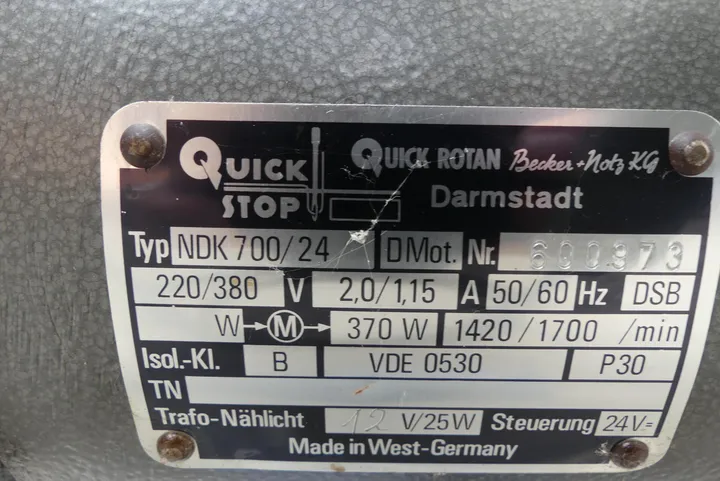 QUICK STOP QUICK ROTAN Becker + Notz KG
Darmstadt
Typ NDK 700/24 D Mot. Nr. 600973
220/380 V 2,0/1,15 A 50/60 Hz DSB
W M 370 W 1420/1700 /min
Isol.-Kl. B VDE 0530 P30
TN
Trafo-Nählicht 12 V/25W Steuerung 24V=
Made in West-Germany